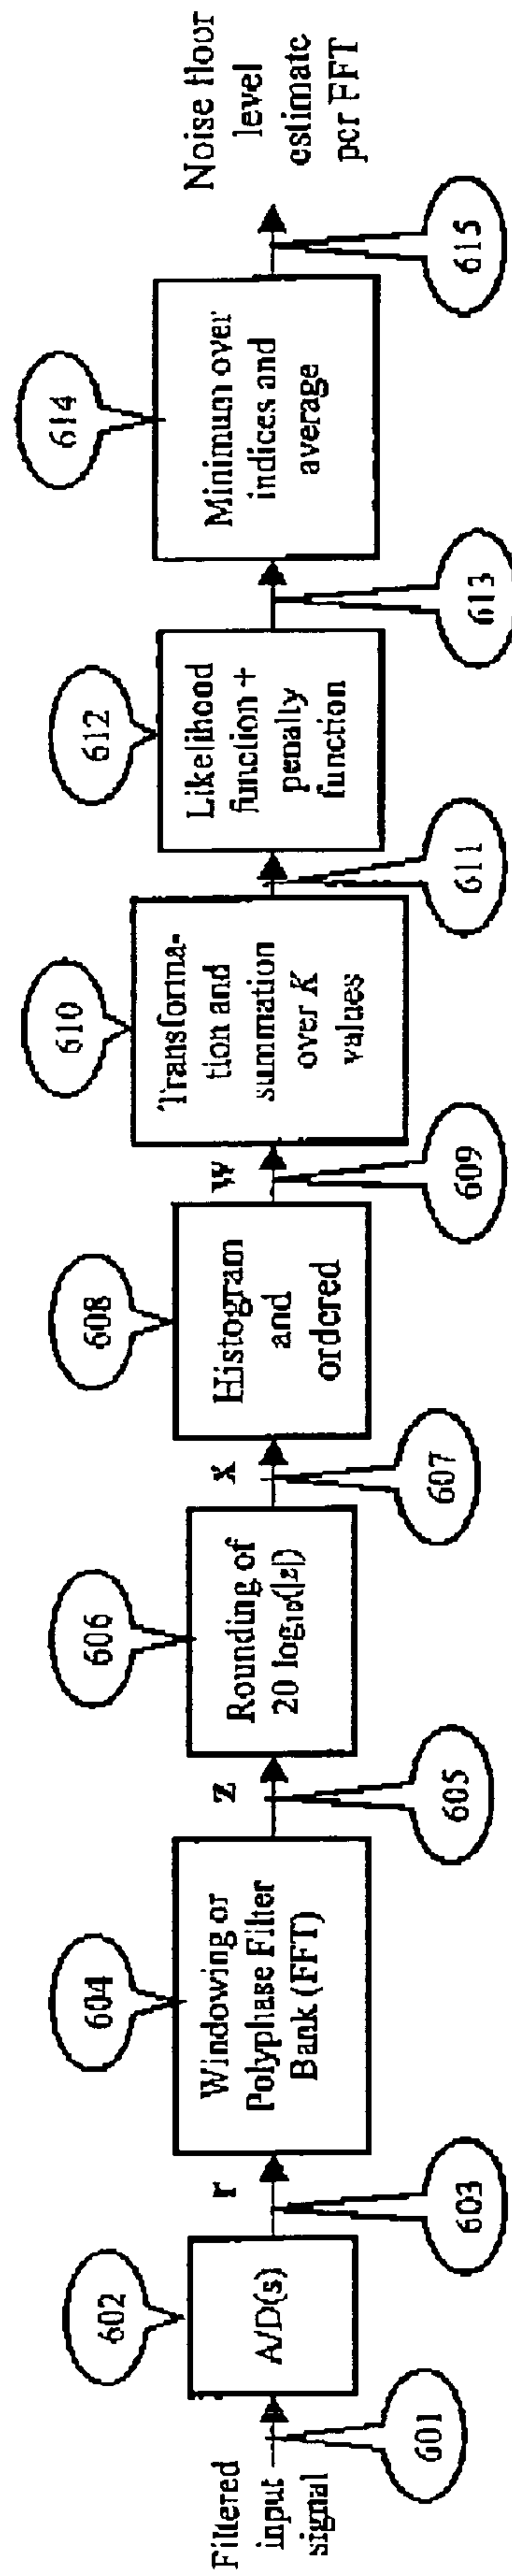 Filtered
input
signal
601
602
A/D(s)
r
603
604
Windowing or
Polyphase Filter
Bank (FFT)
z
605
606
Rounding of
20 log10(|z|)
x
607
608
Histogram
and
ordered
w
609
610
Transforma-
tion and
summation
over K
values
611
612
Likelihood
function +
penalty
function
613
614
Minimum over
indices and
average
615
Noise floor
level
estimate
per FFT